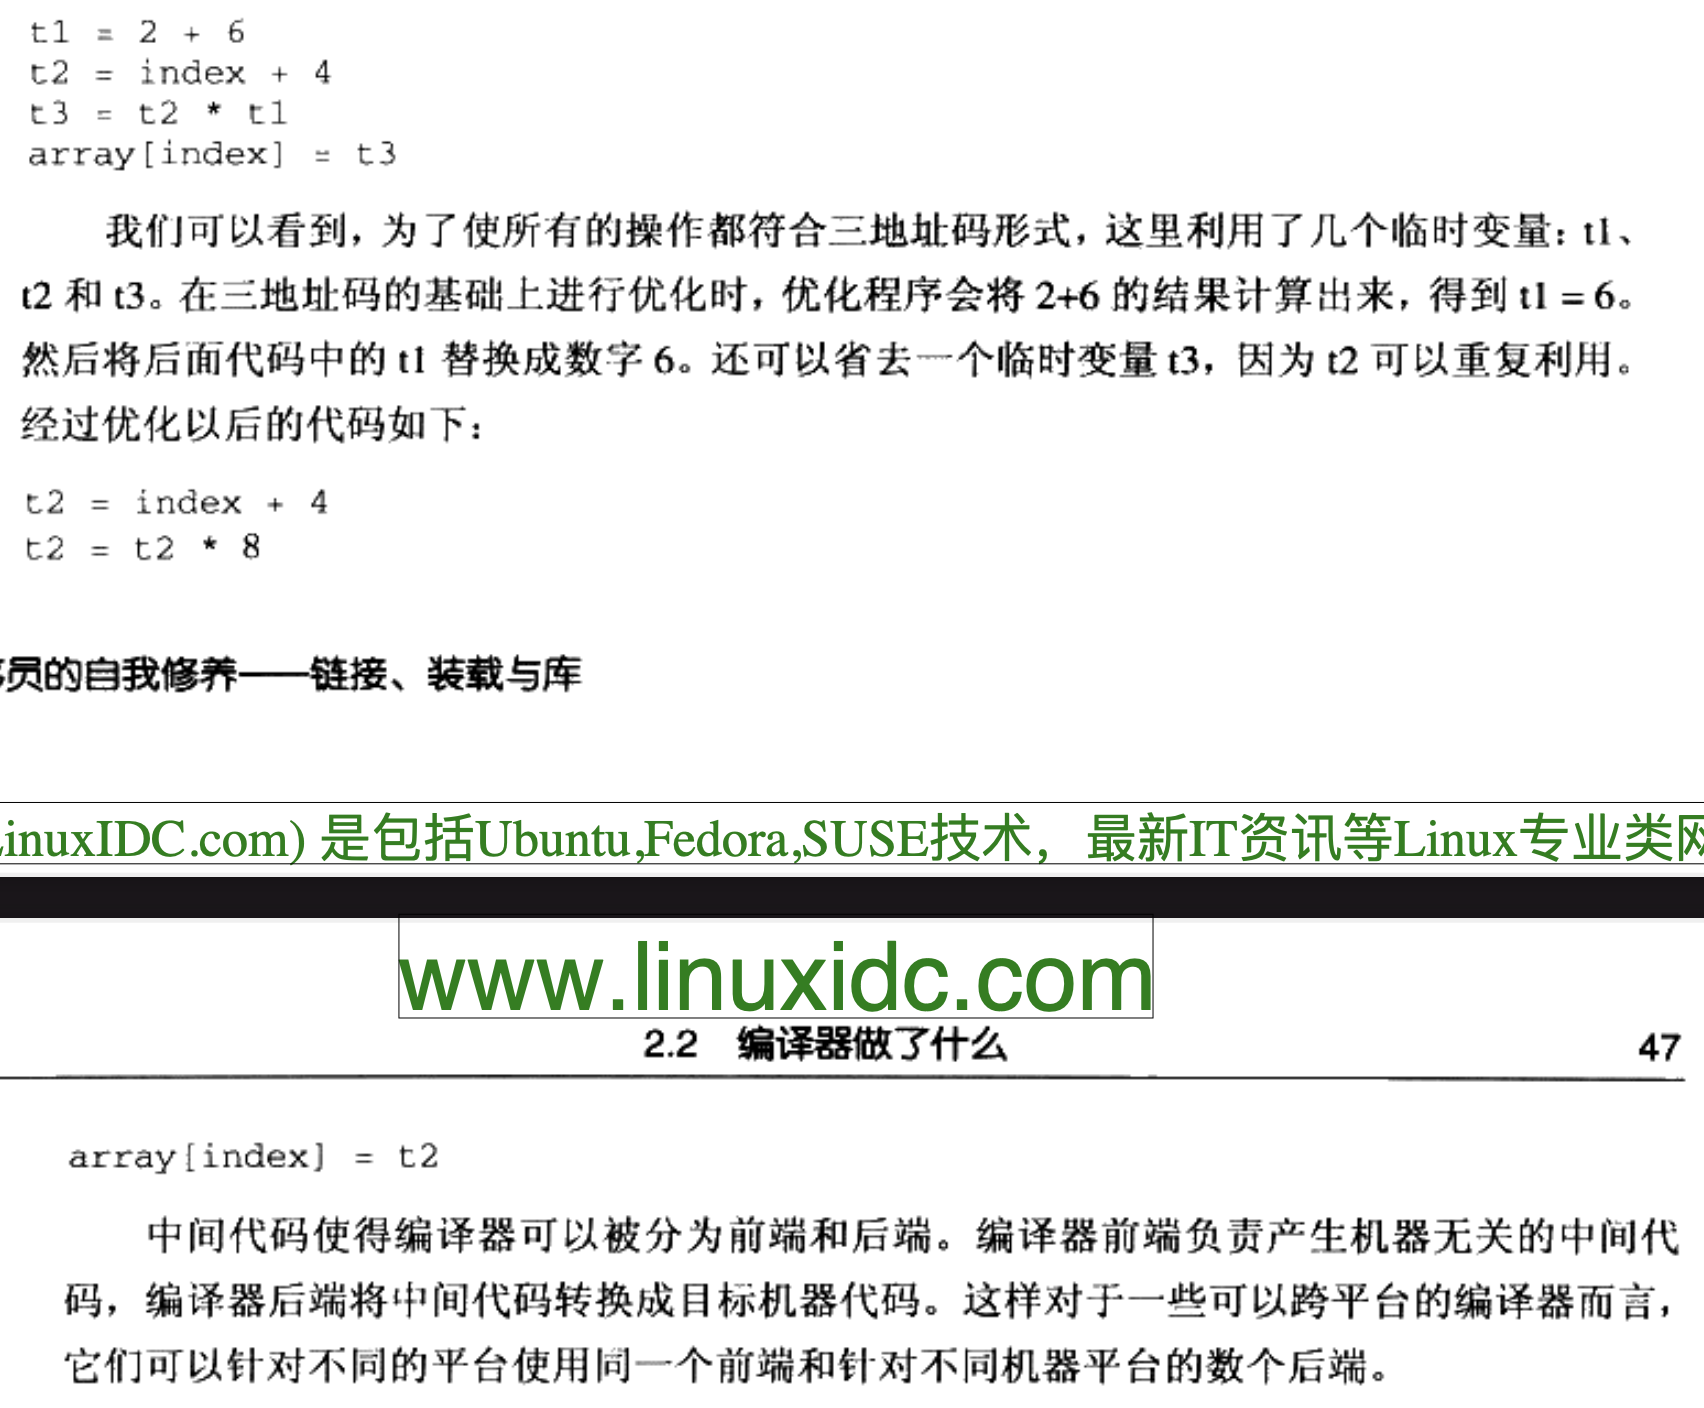 t1 = 2 + 6
t2 = index + 4
t3 = t2 * t1
array[index] = t3
我们可以看到，为了使所有的操作都符合三地址码形式，这里利用了几个临时变量：t1、
t2 和 t3。在三地址码的基础上进行优化时，优化程序会将 2+6 的结果计算出来，得到 t1 = 6。
然后将后面代码中的 t1 替换成数字 6。还可以省去一个临时变量 t3，因为 t2 可以重复利用。
经过优化以后的代码如下：
t2 = index + 4
t2 = t2 * 8
员的自我修养——链接、装载与库
inuxIDC.com) 是包括Ubuntu,Fedora,SUSE技术，最新IT资讯等Linux专业类网
www.linuxidc.com
2.2 编译器做了什么 47
array[index] = t2
中间代码使得编译器可以被分为前端和后端。编译器前端负责产生机器无关的中间代
码，编译器后端将中间代码转换成目标机器代码。这样对于一些可以跨平台的编译器而言，
它们可以针对不同的平台使用同一个前端和针对不同机器平台的数个后端。